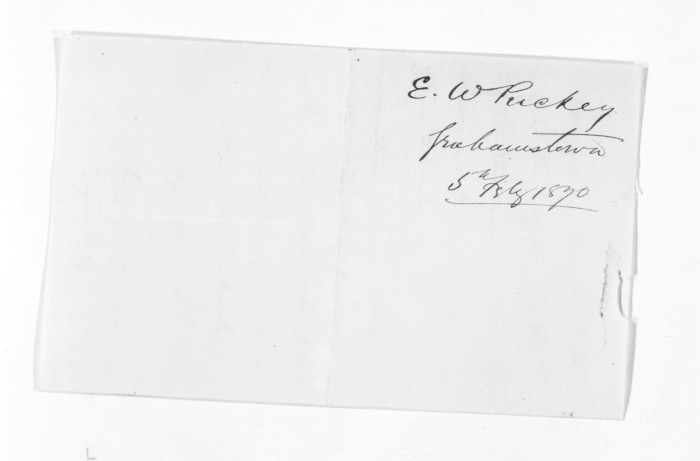 E. W Puckey
Grahamstown
5th Feby 1870